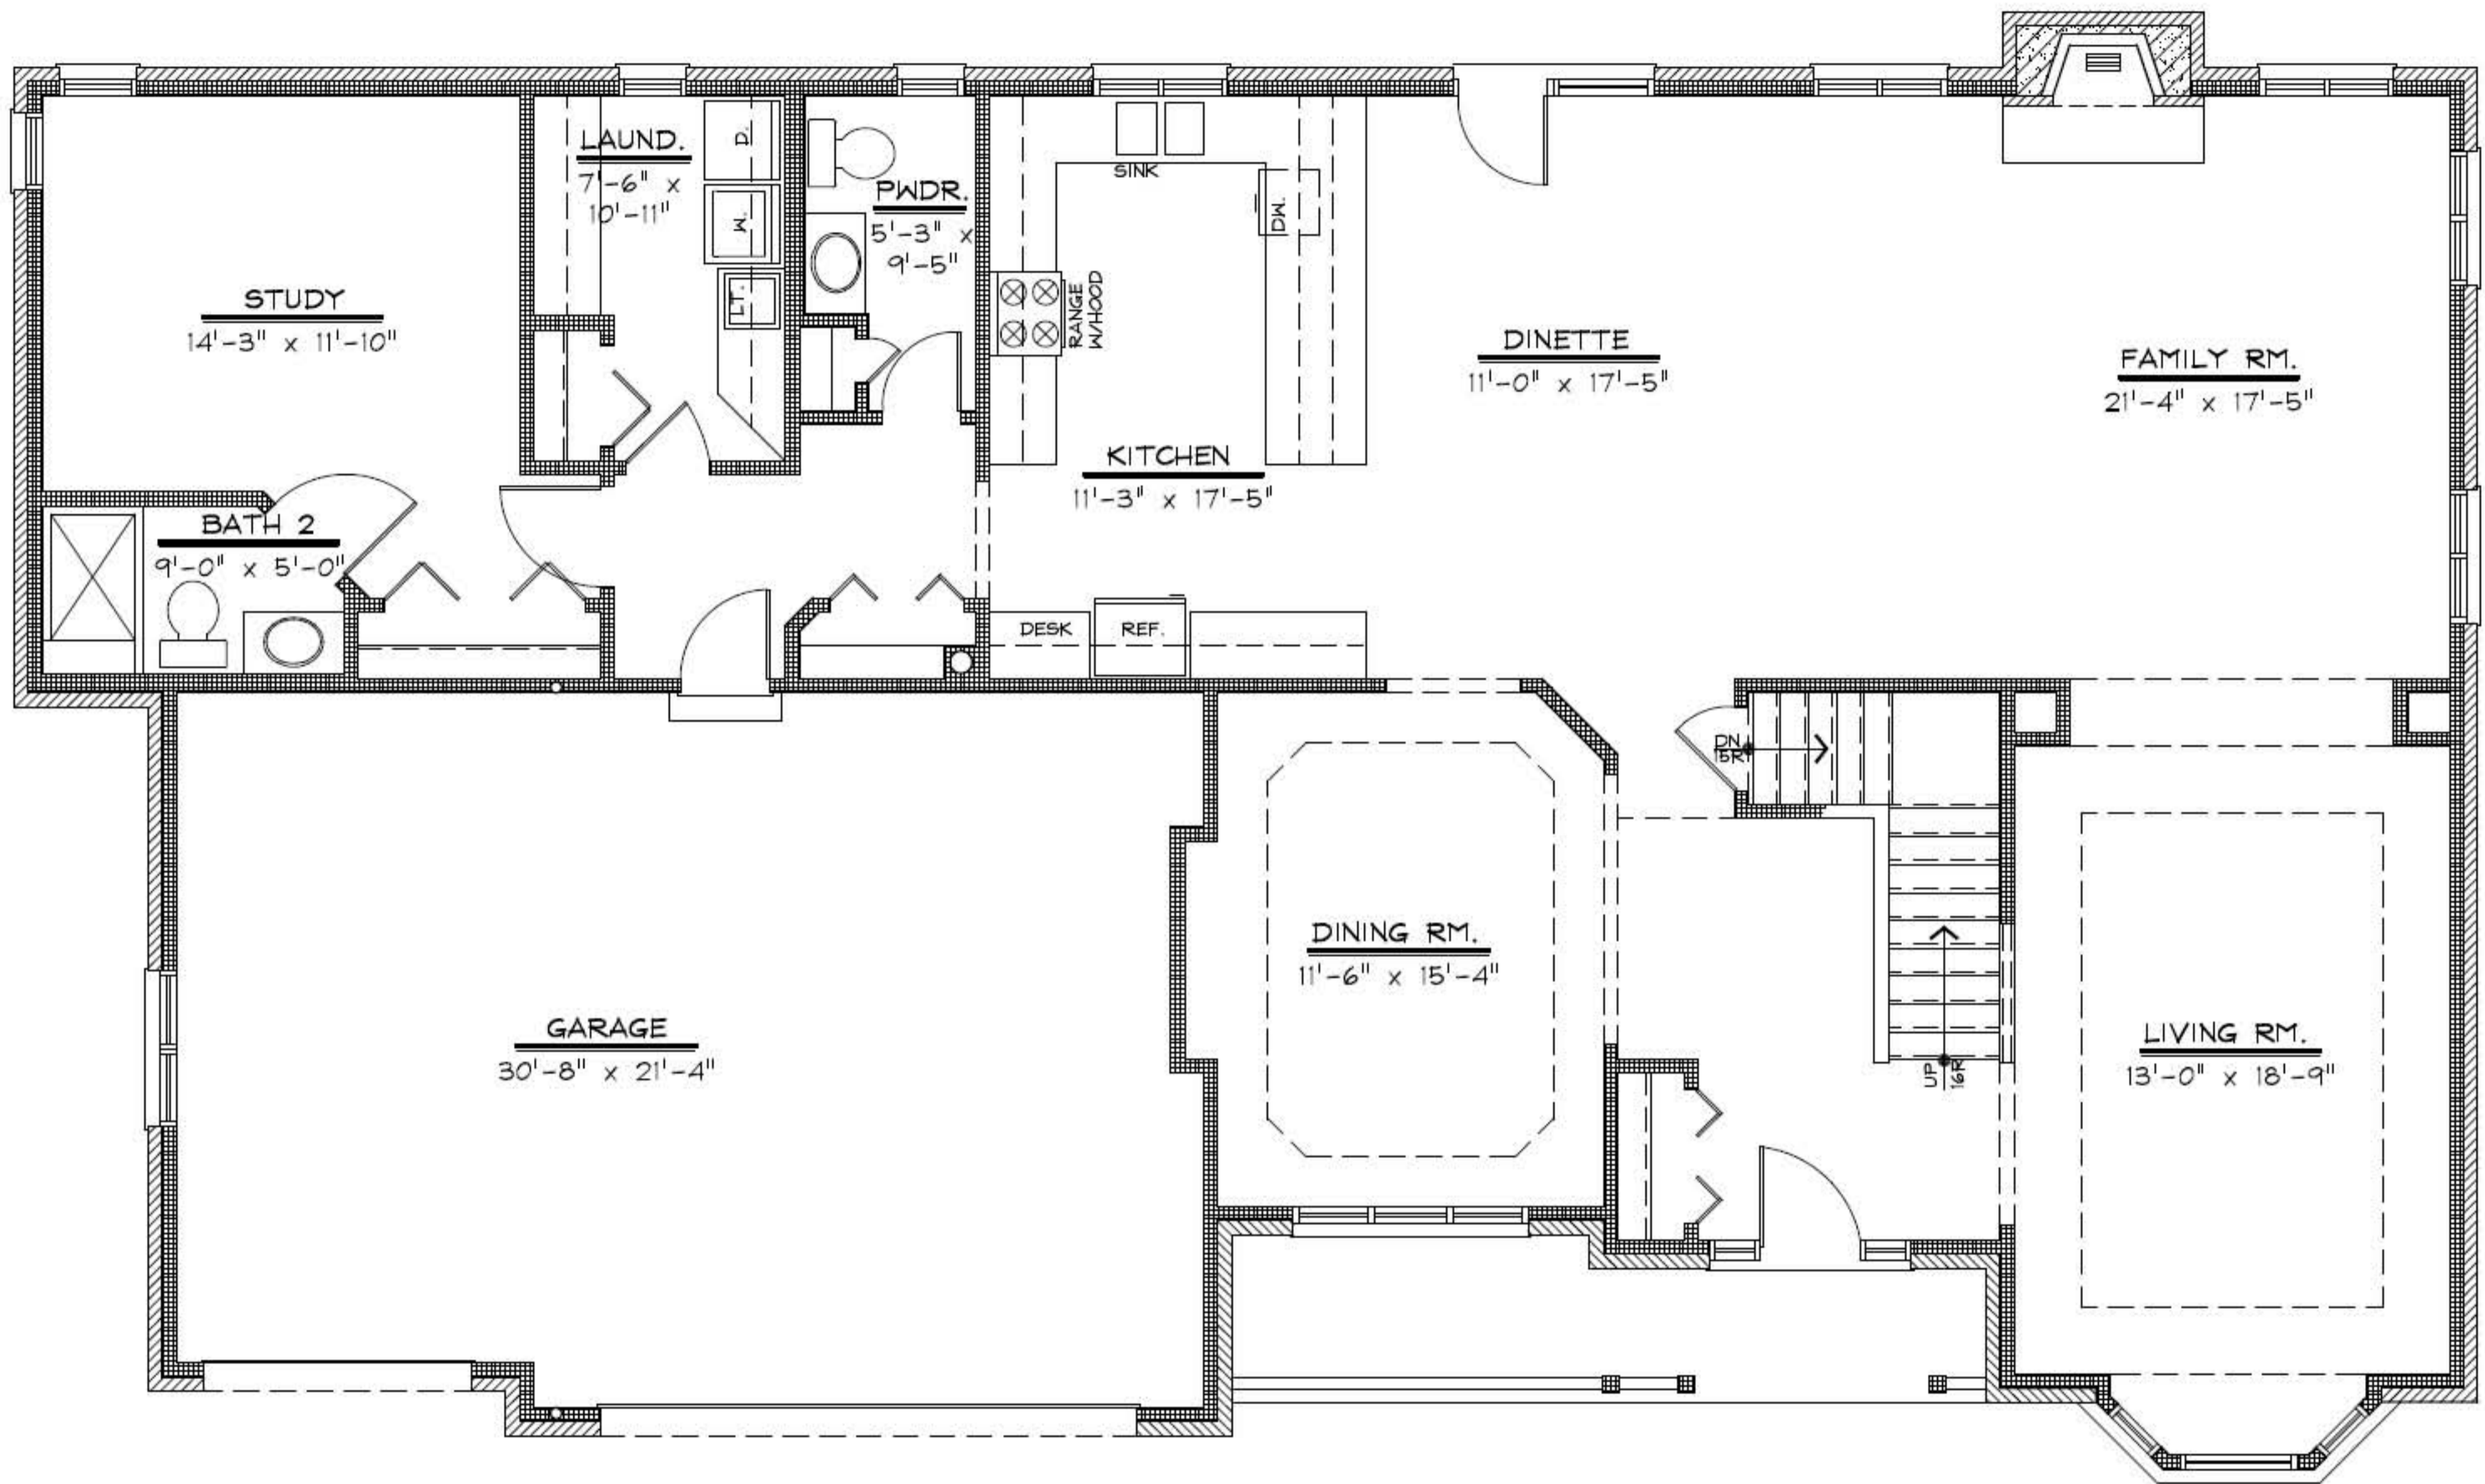 LAUND.
7'-6" x
10'-11"
D.
W.
L.T.
PWDR.
5'-3" x
9'-5"
SINK
DW.
RANGE
W/HOOD
STUDY
14'-3" x 11'-10"
DINETTE
11'-0" x 17'-5"
FAMILY RM.
21'-4" x 17'-5"
KITCHEN
11'-3" x 17'-5"
BATH 2
9'-0" x 5'-0"
DESK
REF.
DN
15R
DINING RM.
11'-6" x 15'-4"
GARAGE
30'-8" x 21'-4"
LIVING RM.
13'-0" x 18'-9"
UP
16R